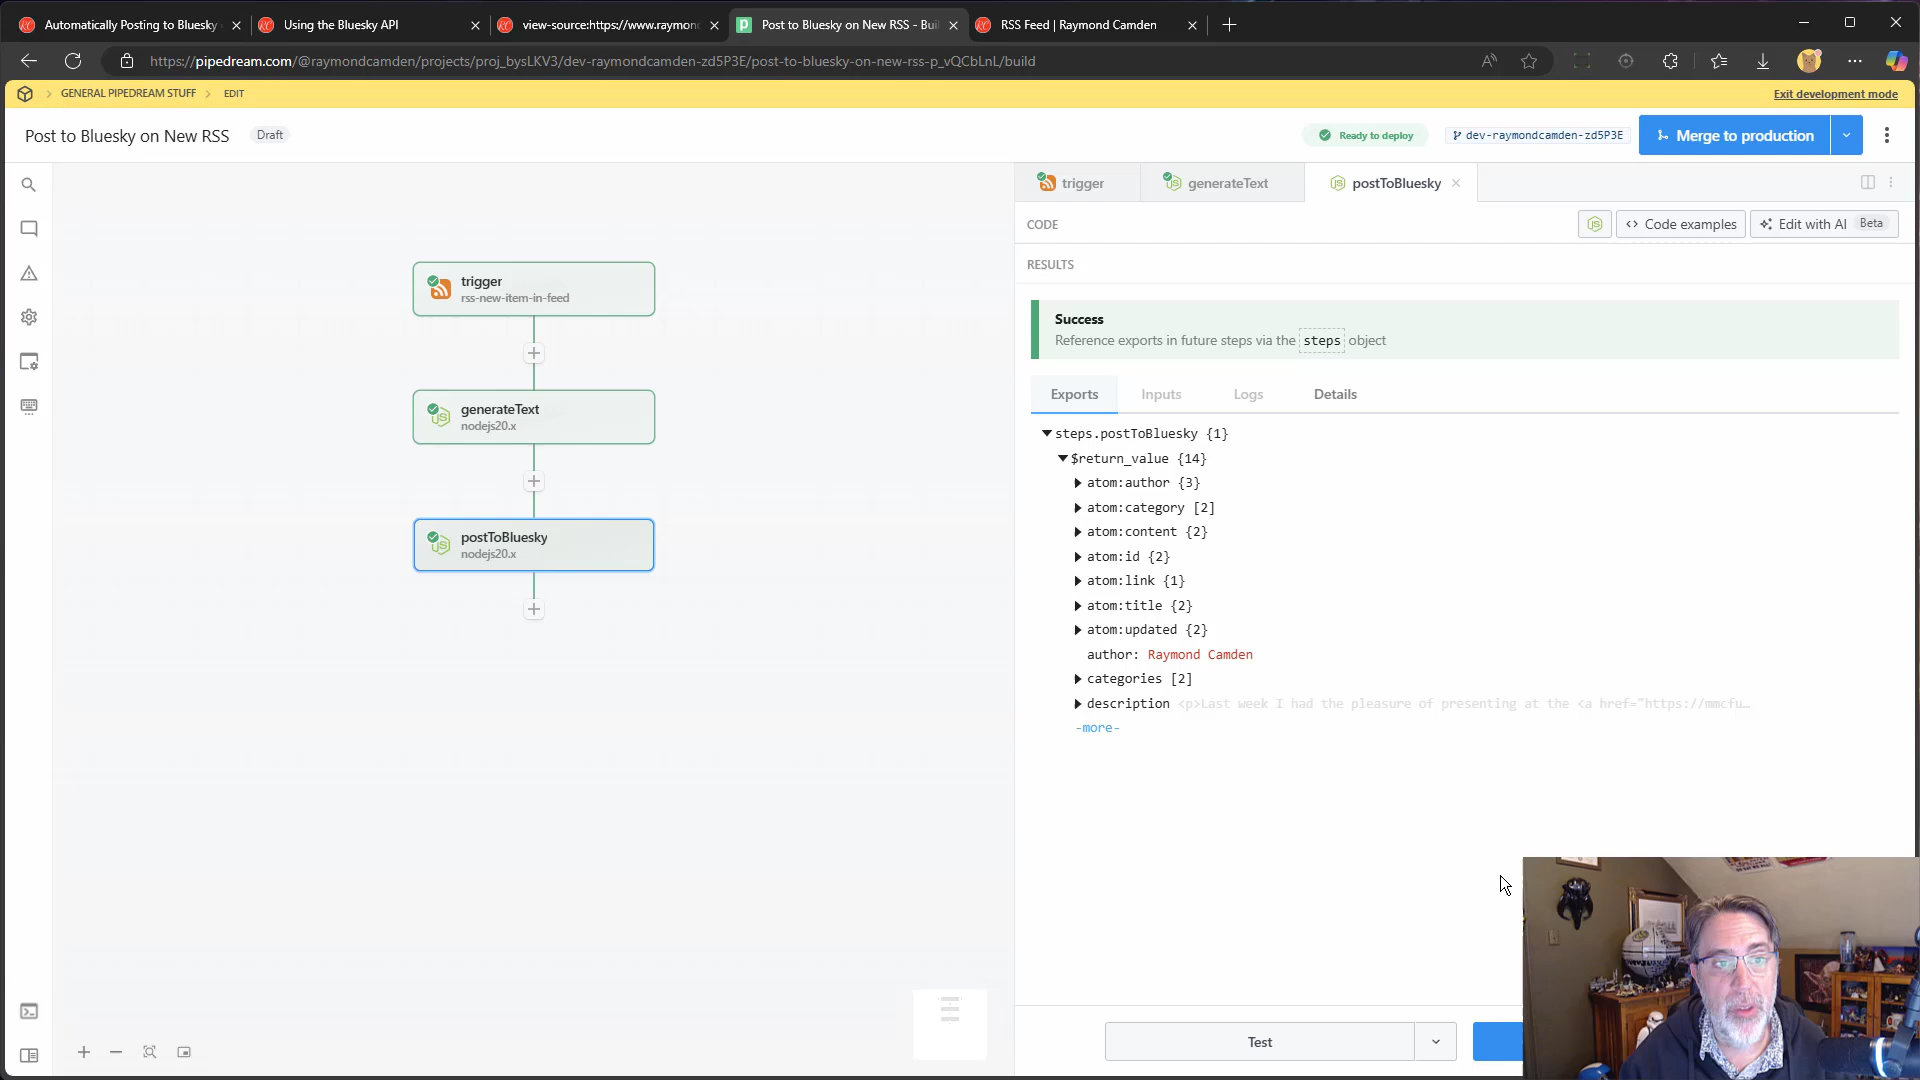 Automatically Posting to Bluesky
Using the Bluesky API
view-source:https://www.raymon
Post to Bluesky on New RSS - Bui
RSS Feed | Raymond Camden
https://pipedream.com/@raymondcamden/projects/proj_bysLKV3/dev-raymondcamden-zd5P3E/post-to-bluesky-on-new-rss-p_vQCbLnL/build
GENERAL PIPEDREAM STUFF > EDIT
Exit development mode
Post to Bluesky on New RSS
Draft
Ready to deploy
dev-raymondcamden-zd5P3E
Merge to production
trigger
generateText
postToBluesky
CODE
Code examples
Edit with AI
Beta
RESULTS
Success
Reference exports in future steps via the steps object
Exports
Inputs
Logs
Details
steps.postToBluesky {1}
$return_value {14}
atom:author {3}
atom:category [2]
atom:content {2}
atom:id {2}
atom:link {1}
atom:title {2}
atom:updated {2}
author: Raymond Camden
categories [2]
description <p>Last week I had the pleasure of presenting at the <a href="https://mmcfu…
-more-
trigger
rss-new-item-in-feed
generateText
nodejs20.x
postToBluesky
nodejs20.x
Test